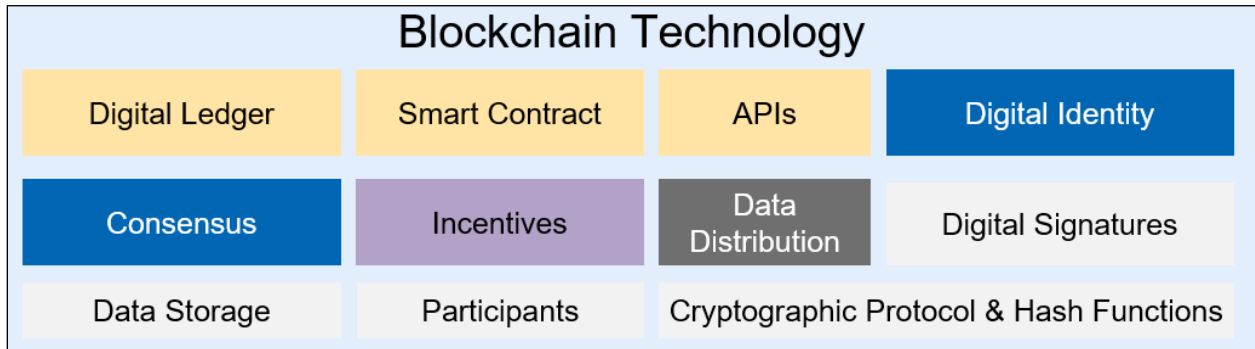 Blockchain Technology
Digital Ledger
Smart Contract
APIs
Digital Identity
Consensus
Incentives
Data
Distribution
Digital Signatures
Data Storage
Participants
Cryptographic Protocol & Hash Functions